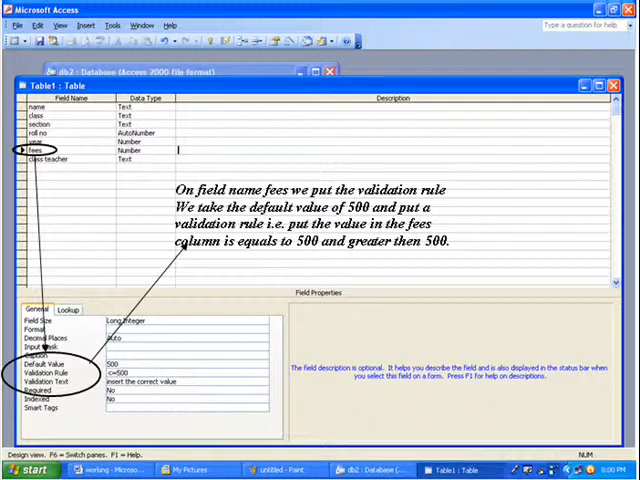 Microsoft Access
File Edit View Insert Tools Window Help
Type a question for help
db2 : Database (Access 2000 file format)
Table1 : Table
Field Name Data Type Description
name Text
class Text
section Text
roll no AutoNumber
year Number
fees Number
class teacher Text
On field name fees we put the validation rule
We take the default value of 500 and put a
validation rule i.e. put the value in the fees
column is equals to 500 and greater then 500.
Field Properties
General Lookup
Field Size Long Integer
Format
Decimal Places Auto
Input Mask
Caption
Default Value 500
Validation Rule <=500
Validation Text insert the correct value
Required No
Indexed No
Smart Tags
The field description is optional. It helps you describe the field and is also displayed in the status bar when
you select this field on a form. Press F1 for help on descriptions.
Design view. F6 = Switch panes. F1 = Help. NUM
start working - Microso... My Pictures untitled - Paint db2 : Database (Ac... Table1 : Table 8:00 PM